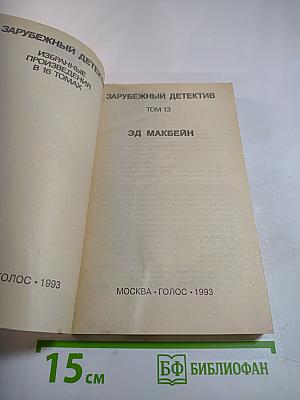 ЗАРУБЕЖНЫЙ ДЕТЕКТИВ
ИЗБРАННЫЕ
ПРОИЗВЕДЕНИЯ
В 16 ТОМАХ
ГОЛОС • 1993
ЗАРУБЕЖНЫЙ ДЕТЕКТИВ
ТОМ 13
ЭД МАКБЕЙН
МОСКВА • ГОЛОС • 1993
15 см
БФ БИБЛИОФАН